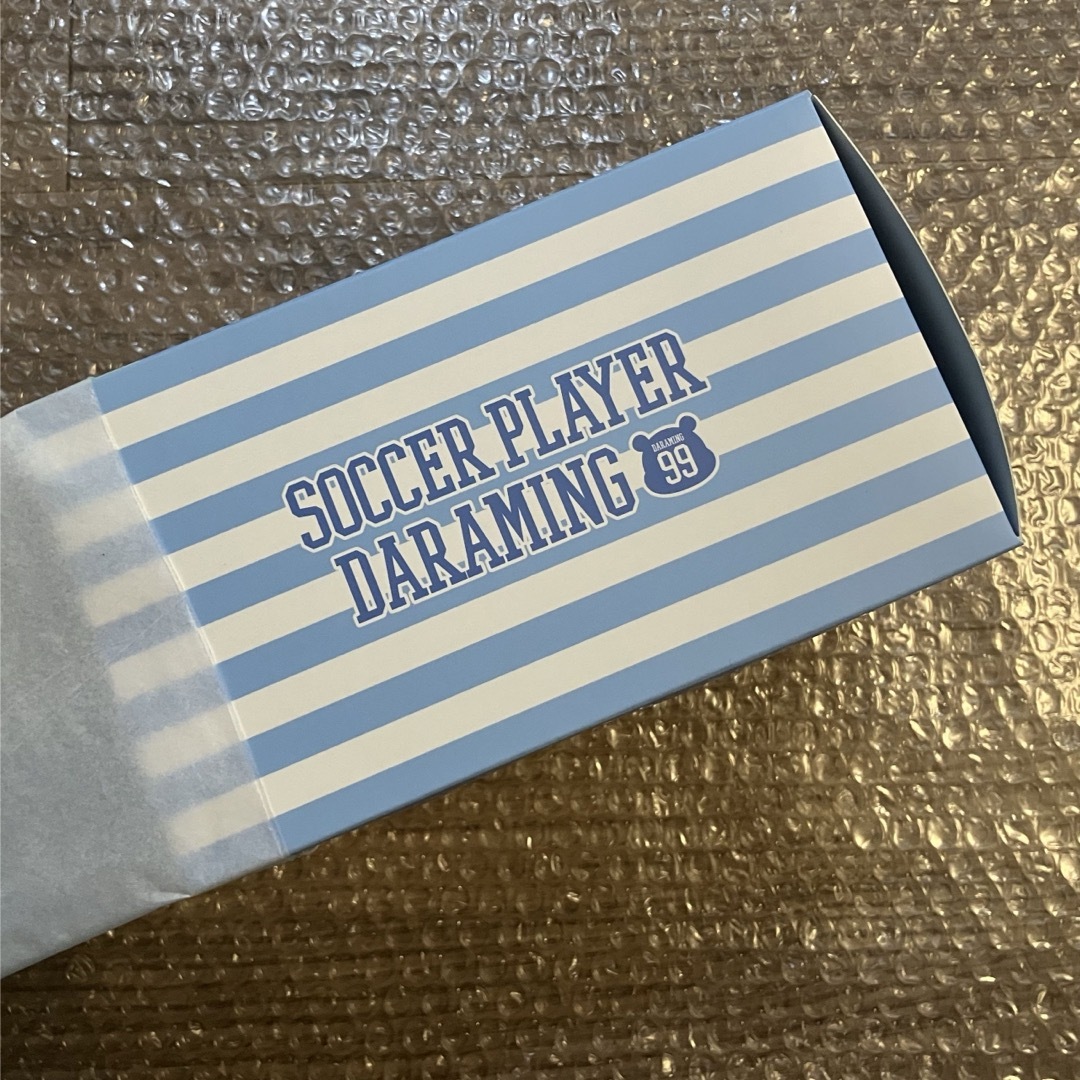 SOCCER PLAYER
DARAMING
DARAMING
99